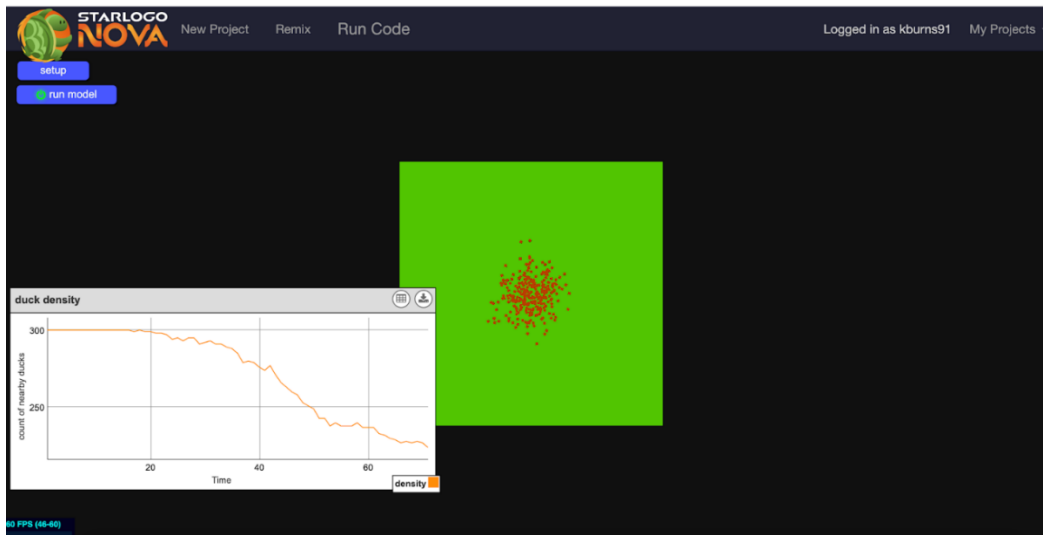 STARLOGO
NOVA
New Project Remix Run Code Logged in as kburns91 My Projects
setup
run model
duck density
300
250
count of nearby ducks
20 40 60
Time
density
60 FPS (46-60)